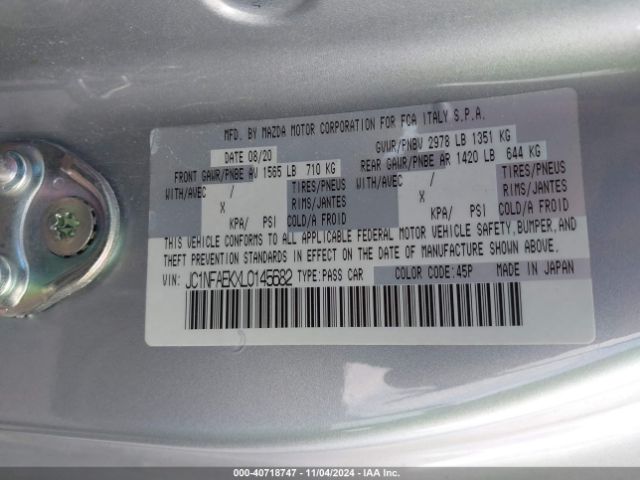 MFD. BY MAZDA MOTOR CORPORATION FOR FCA ITALY S.P.A.
DATE 08/20 GVWR/PNBV 2978 LB 1351 KG
FRONT GAWR/PNBE AV 1565 LB 710 KG REAR GAWR/PNBE AR 1420 LB 644 KG
WITH/AVEC / TIRES/PNEUS WITH/AVEC / TIRES/PNEUS
X RIMS/JANTES X RIMS/JANTES
KPA/ PSI COLD/A FROID KPA/ PSI COLD/A FROID
THIS VEHICLE CONFORMS TO ALL APPLICABLE FEDERAL MOTOR VEHICLE SAFETY, BUMPER, AND
THEFT PREVENTION STANDARDS IN EFFECT ON THE DATE OF MANUFACTURE SHOWN ABOVE.
VIN: JC1NFAEKXL0145682 TYPE: PASS CAR COLOR CODE: 45P MADE IN JAPAN
© - 40718747 - 11/04/2024 - IAA Inc.